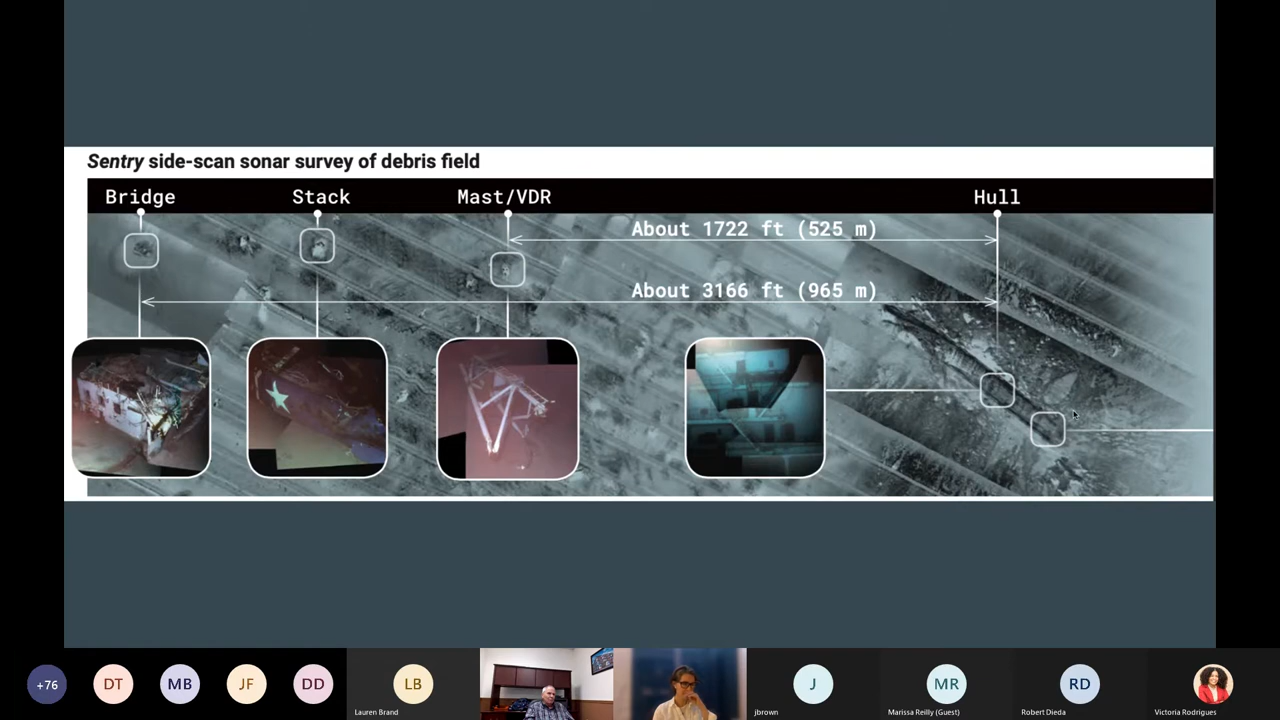 Sentry side-scan sonar survey of debris field
Bridge
Stack
Mast/VDR
Hull
About 1722 ft (525 m)
About 3166 ft (965 m)
+76
DT
MB
JF
DD
LB
Lauren Brand
J
jbrown
MR
Marissa Reilly (Guest)
RD
Robert Dieda
Victoria Rodrigues